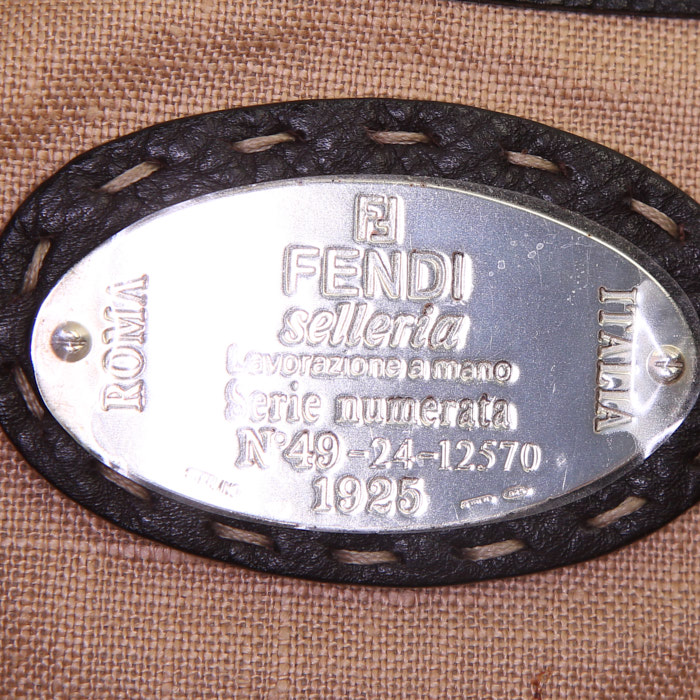 FENDI
selleria
Lavorazione a mano
Serie numerata
N°49-24-12570
1925
ROMA
ITALIA